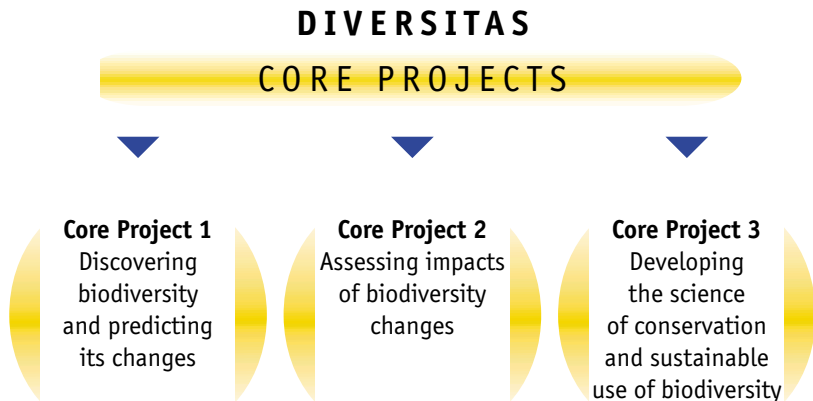 DIVERSITAS
CORE PROJECTS
Core Project 1
Discovering
biodiversity
and predicting
its changes
Core Project 2
Assessing impacts
of biodiversity
changes
Core Project 3
Developing
the science
of conservation
and sustainable
use of biodiversity